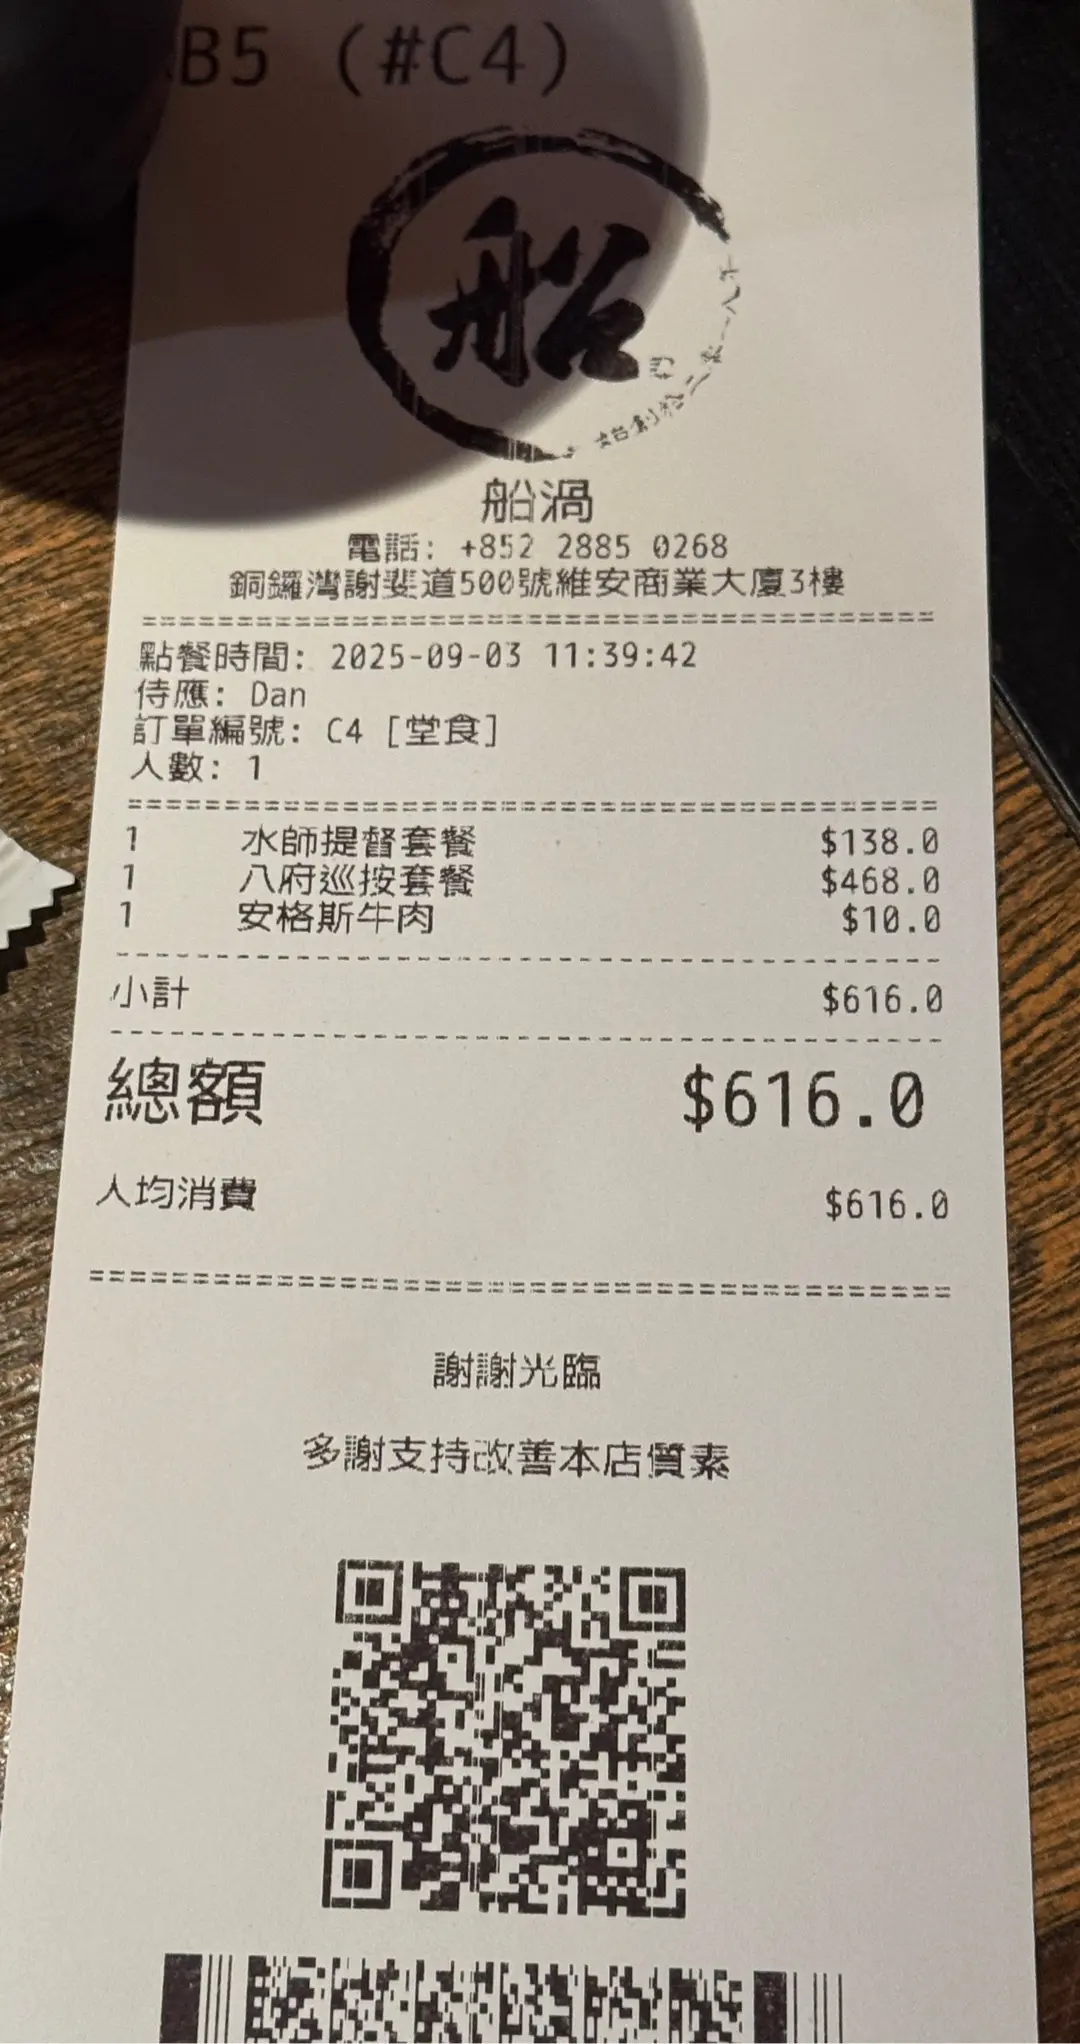 B5 (#C4)
船
船渦
電話: +852 2885 0268
銅鑼灣謝斐道500號維安商業大廈3樓
點餐時間: 2025-09-03 11:39:42
侍應: Dan
訂單編號: C4 [堂食]
人數: 1
1 水師提督套餐 $138.0
1 八府巡按套餐 $468.0
1 安格斯牛肉 $10.0
小計 $616.0
總額 $616.0
人均消費 $616.0
謝謝光臨
多謝支持改善本店質素